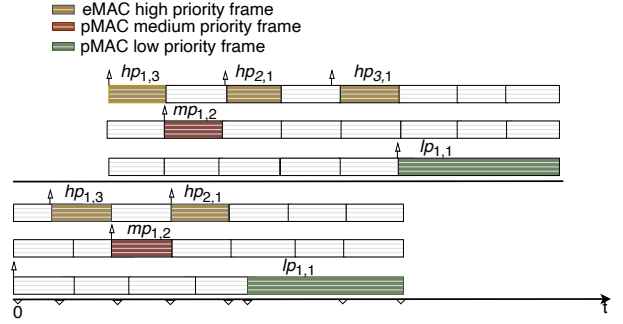 eMAC high priority frame
pMAC medium priority frame
pMAC low priority frame
hp1,3 hp2,1 hp3,1
mp1,2
lp1,1
hp1,3 hp2,1
mp1,2
lp1,1
0 t